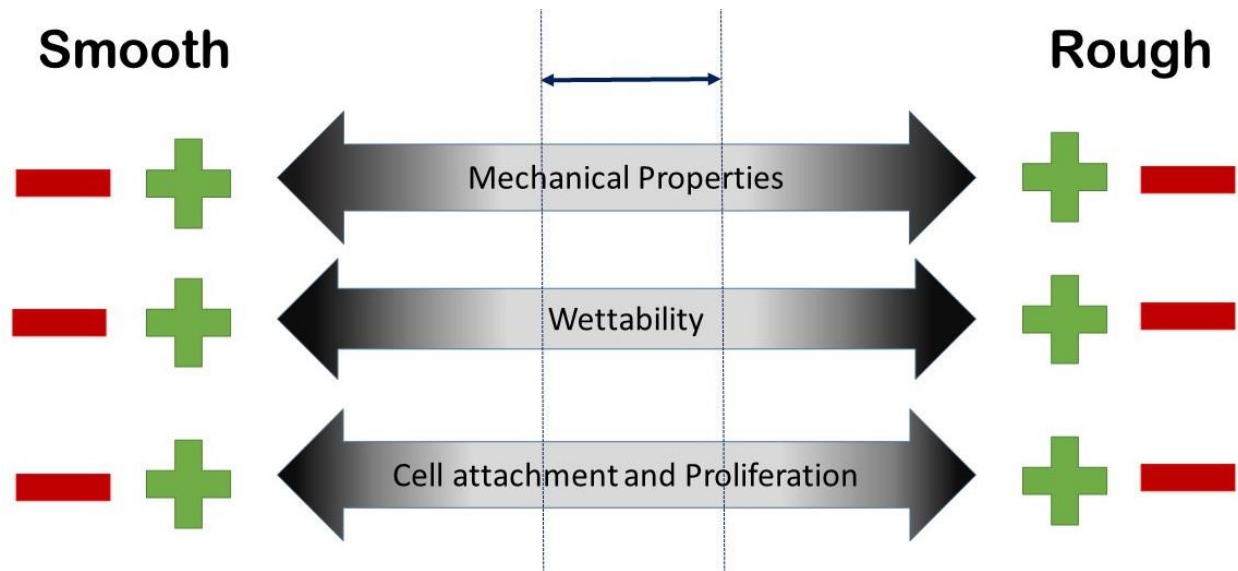 Smooth
Rough
Mechanical Properties
Wettability
Cell attachment and Proliferation